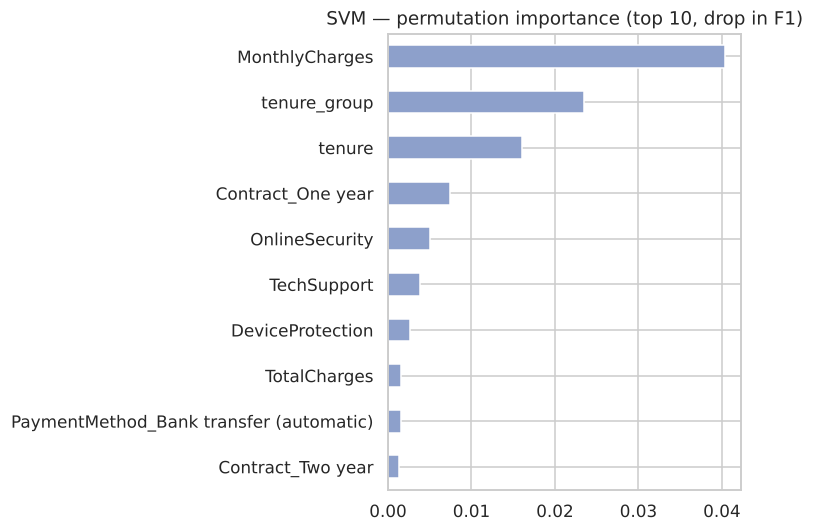 SVM — permutation importance (top 10, drop in F1)
MonthlyCharges
tenure_group
tenure
Contract_One year
OnlineSecurity
TechSupport
DeviceProtection
TotalCharges
PaymentMethod_Bank transfer (automatic)
Contract_Two year
0.00 0.01 0.02 0.03 0.04